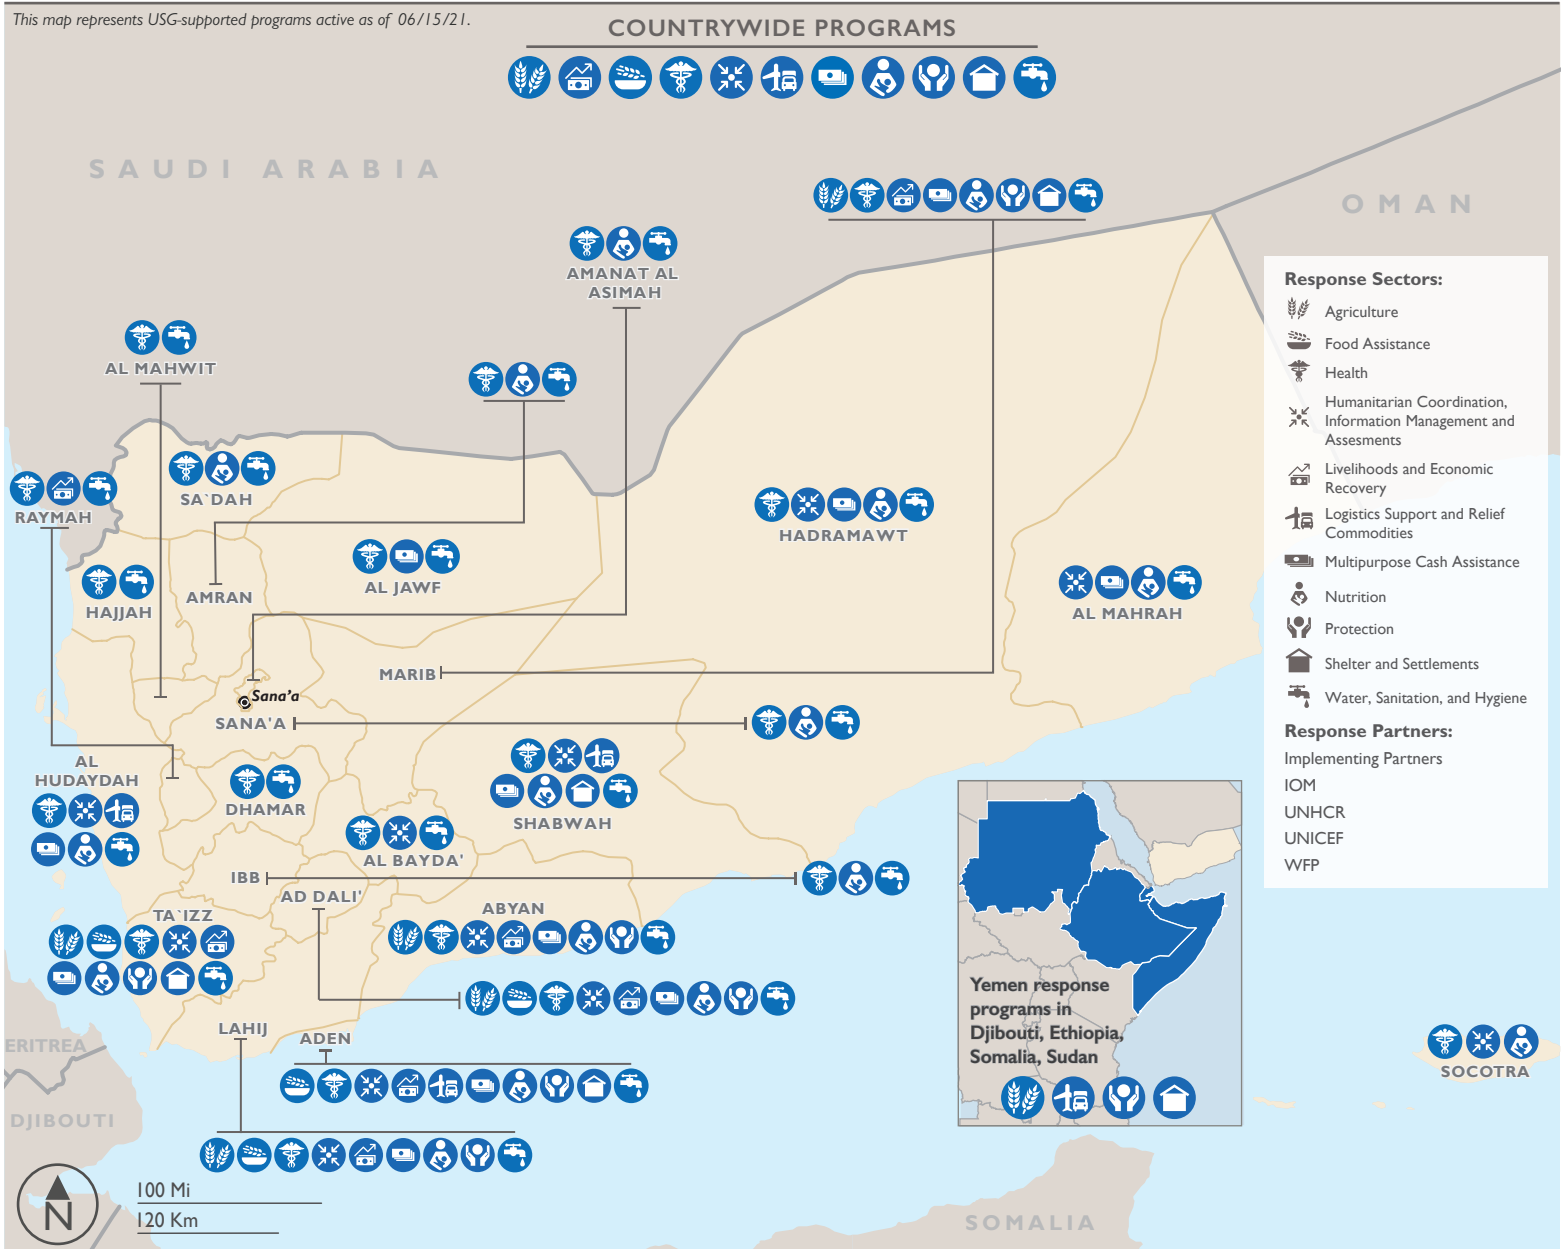 This map represents USG-supported programs active as of 06/15/21.
COUNTRYWIDE PROGRAMS
SAUDI ARABIA
OMAN
AMANAT AL
ASIMAH
AL MAHWIT
RAYMAH
SA`DAH
HAJJAH
AMRAN
AL JAWF
HADRAMAWT
AL MAHRAH
MARIB
Sana'a
SANA'A
AL
HUDAYDAH
DHAMAR
SHABWAH
AL BAYDA'
IBB
AD DALI'
TA`IZZ
ABYAN
LAHIJ
ADEN
ERITREA
DJIBOUTI
SOCOTRA
SOMALIA
Response Sectors:
Agriculture
Food Assistance
Health
Humanitarian Coordination,
Information Management and
Assesments
Livelihoods and Economic
Recovery
Logistics Support and Relief
Commodities
Multipurpose Cash Assistance
Nutrition
Protection
Shelter and Settlements
Water, Sanitation, and Hygiene
Response Partners:
Implementing Partners
IOM
UNHCR
UNICEF
WFP
Yemen response
programs in
Djibouti, Ethiopia,
Somalia, Sudan
N
100 Mi
120 Km